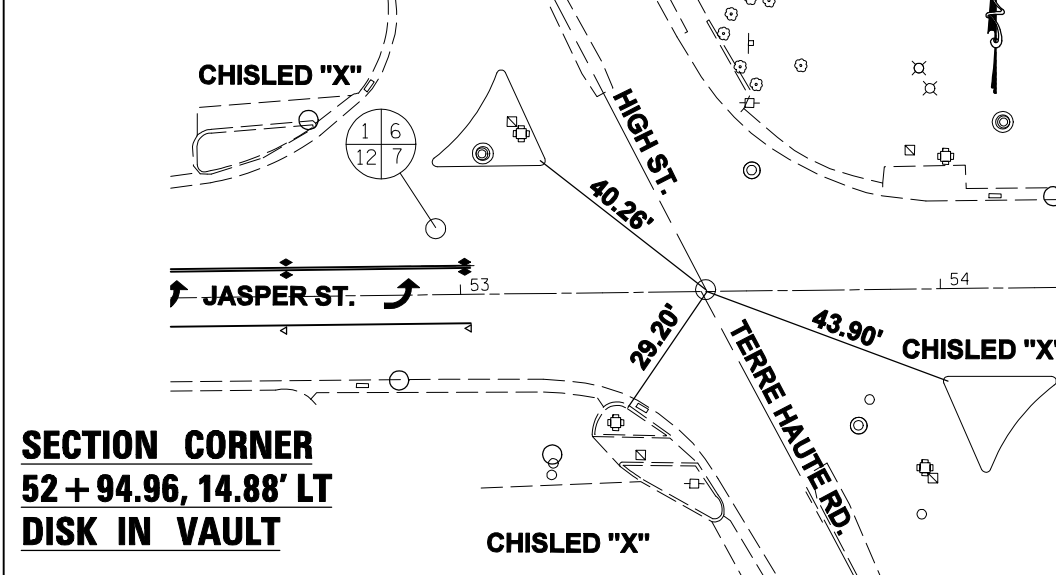 CHISLED "X"
1 6
12 7
HIGH ST.
40.26'
53
54
JASPER ST.
29.20'
43.90'
TERRE HAUTE RD.
CHISLED "X"
SECTION CORNER
52+94.96, 14.88' LT
DISK IN VAULT
CHISLED "X"